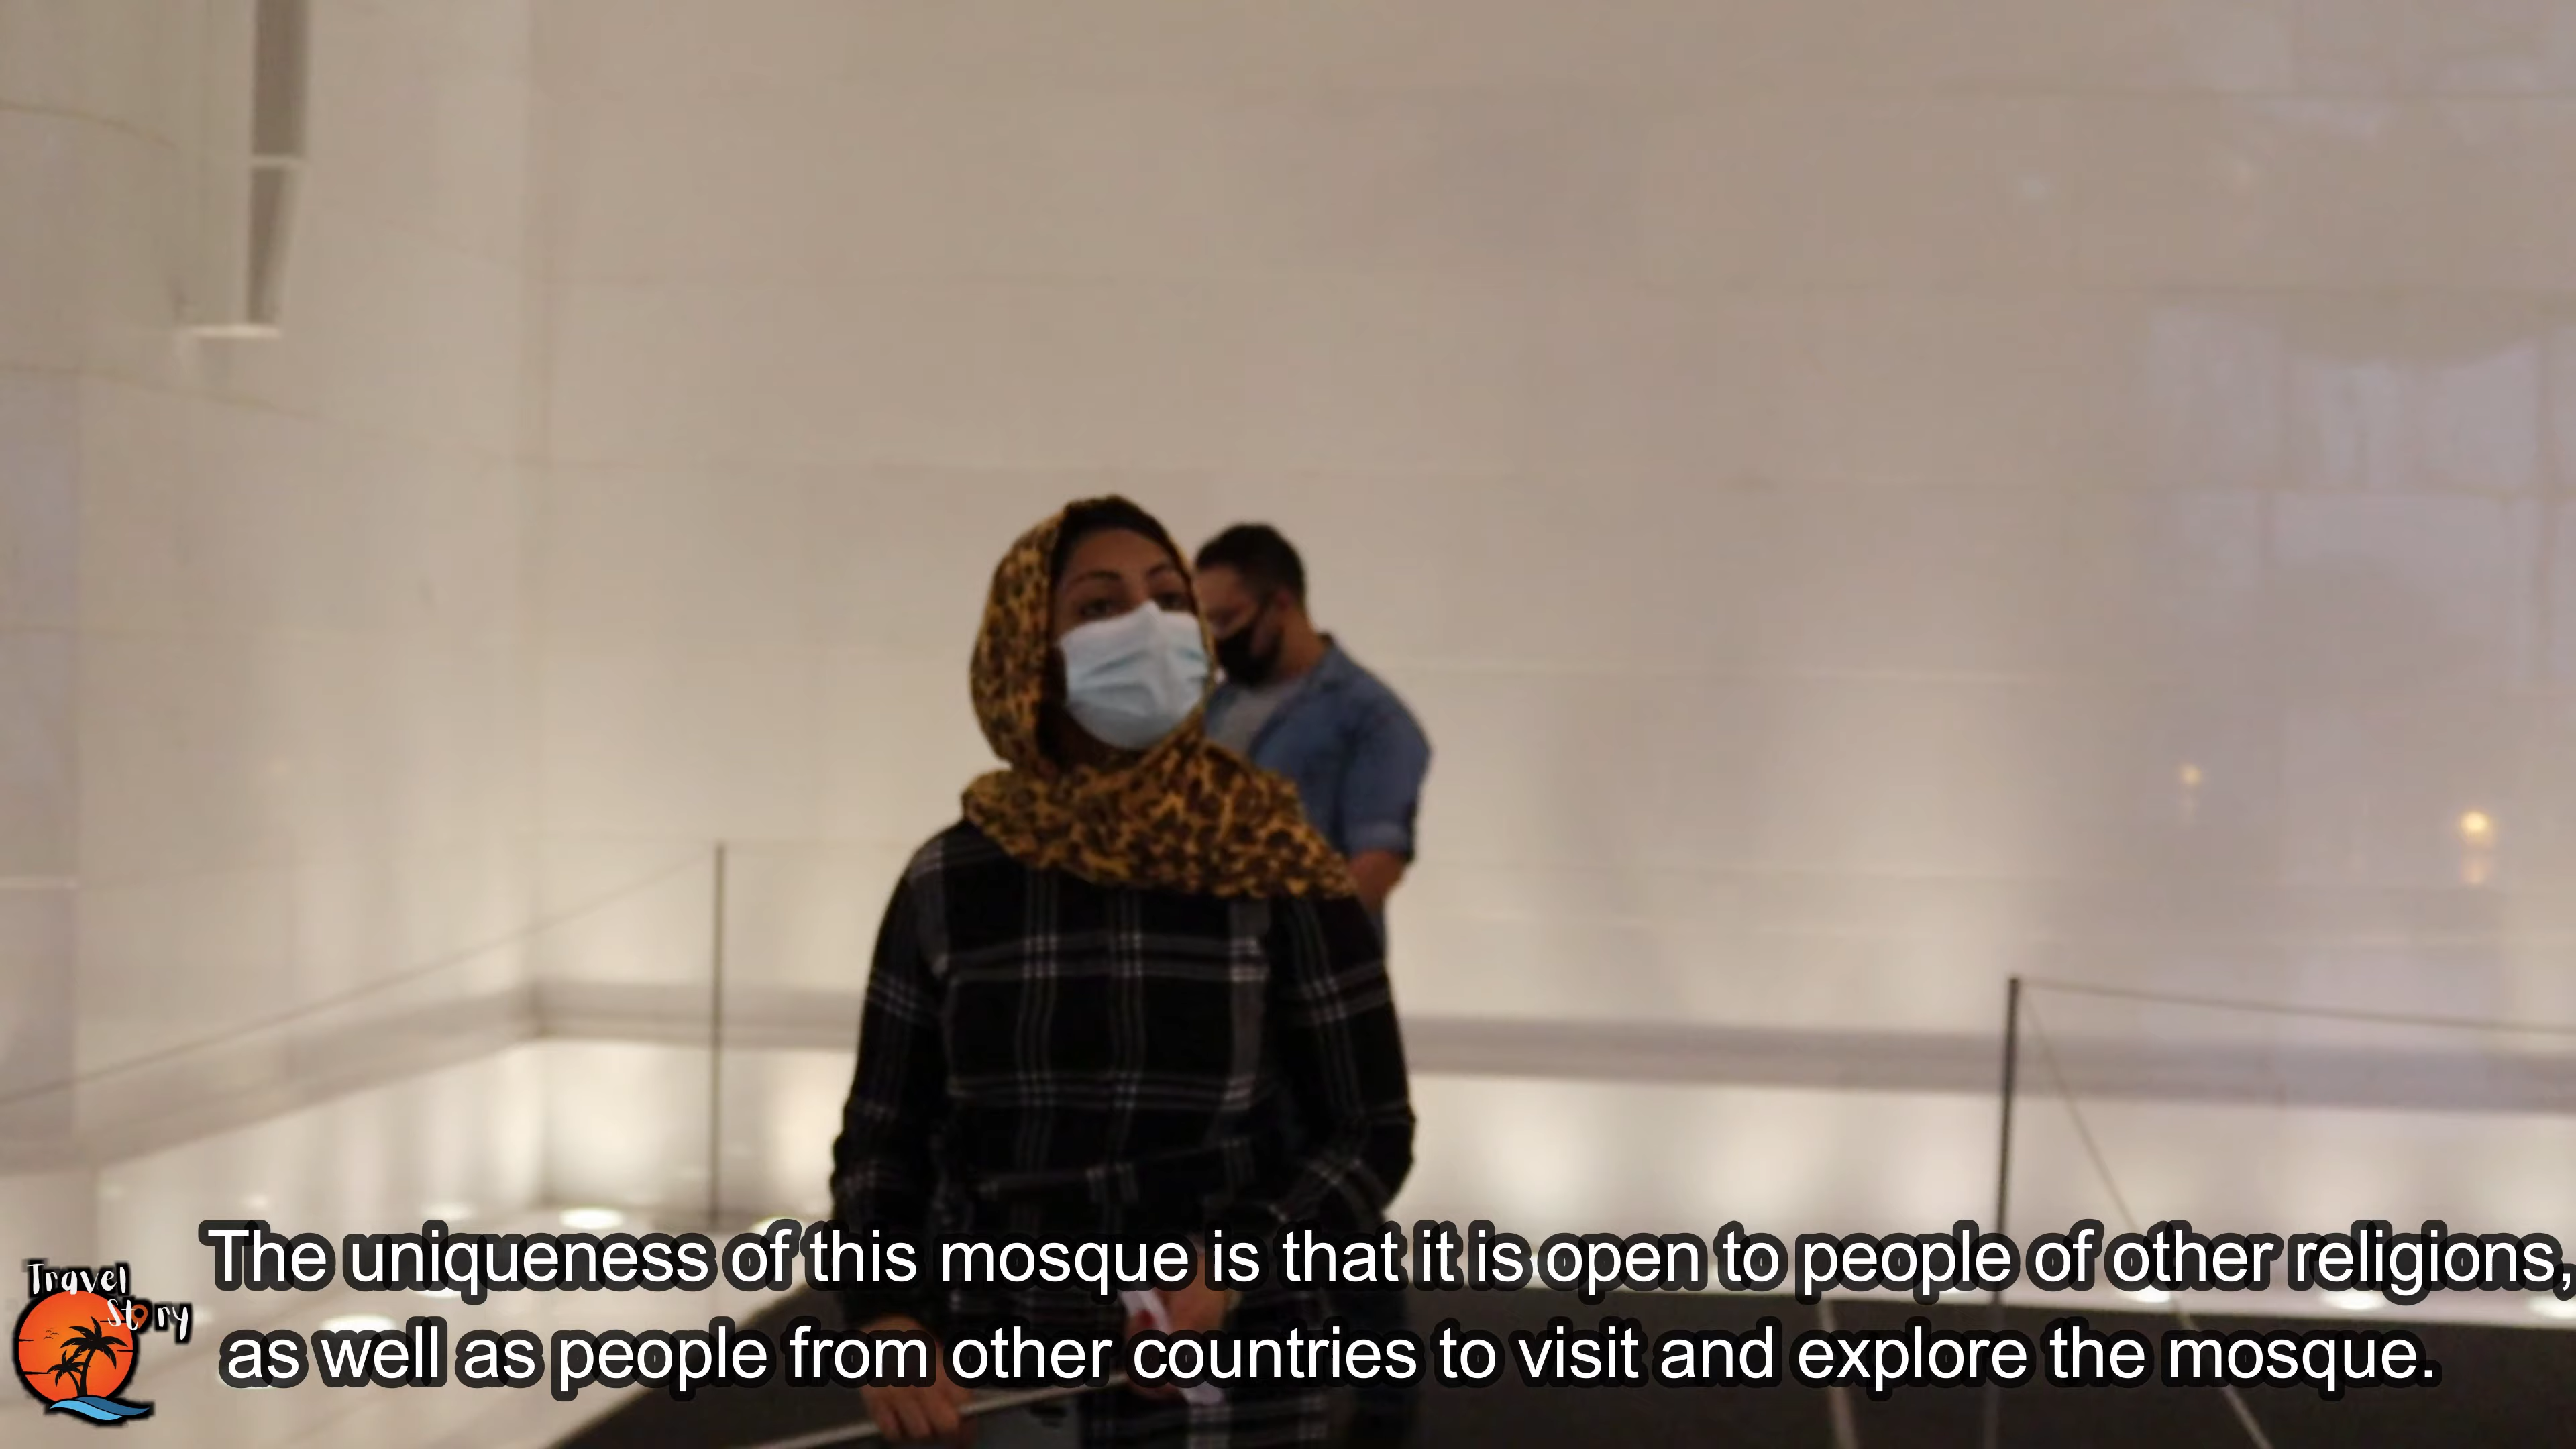 The uniqueness of this mosque is that it is open to people of other religions,
as well as people from other countries to visit and explore the mosque.
Travel
Story